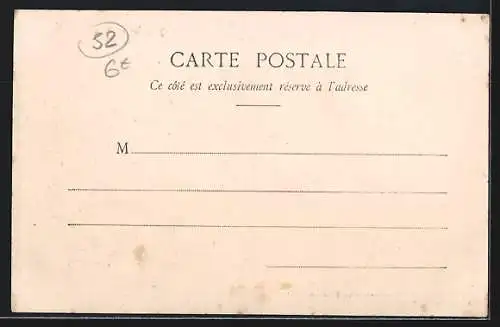 52
6€
CARTE POSTALE
Ce côté est exclusivement réservé à l'adresse
M